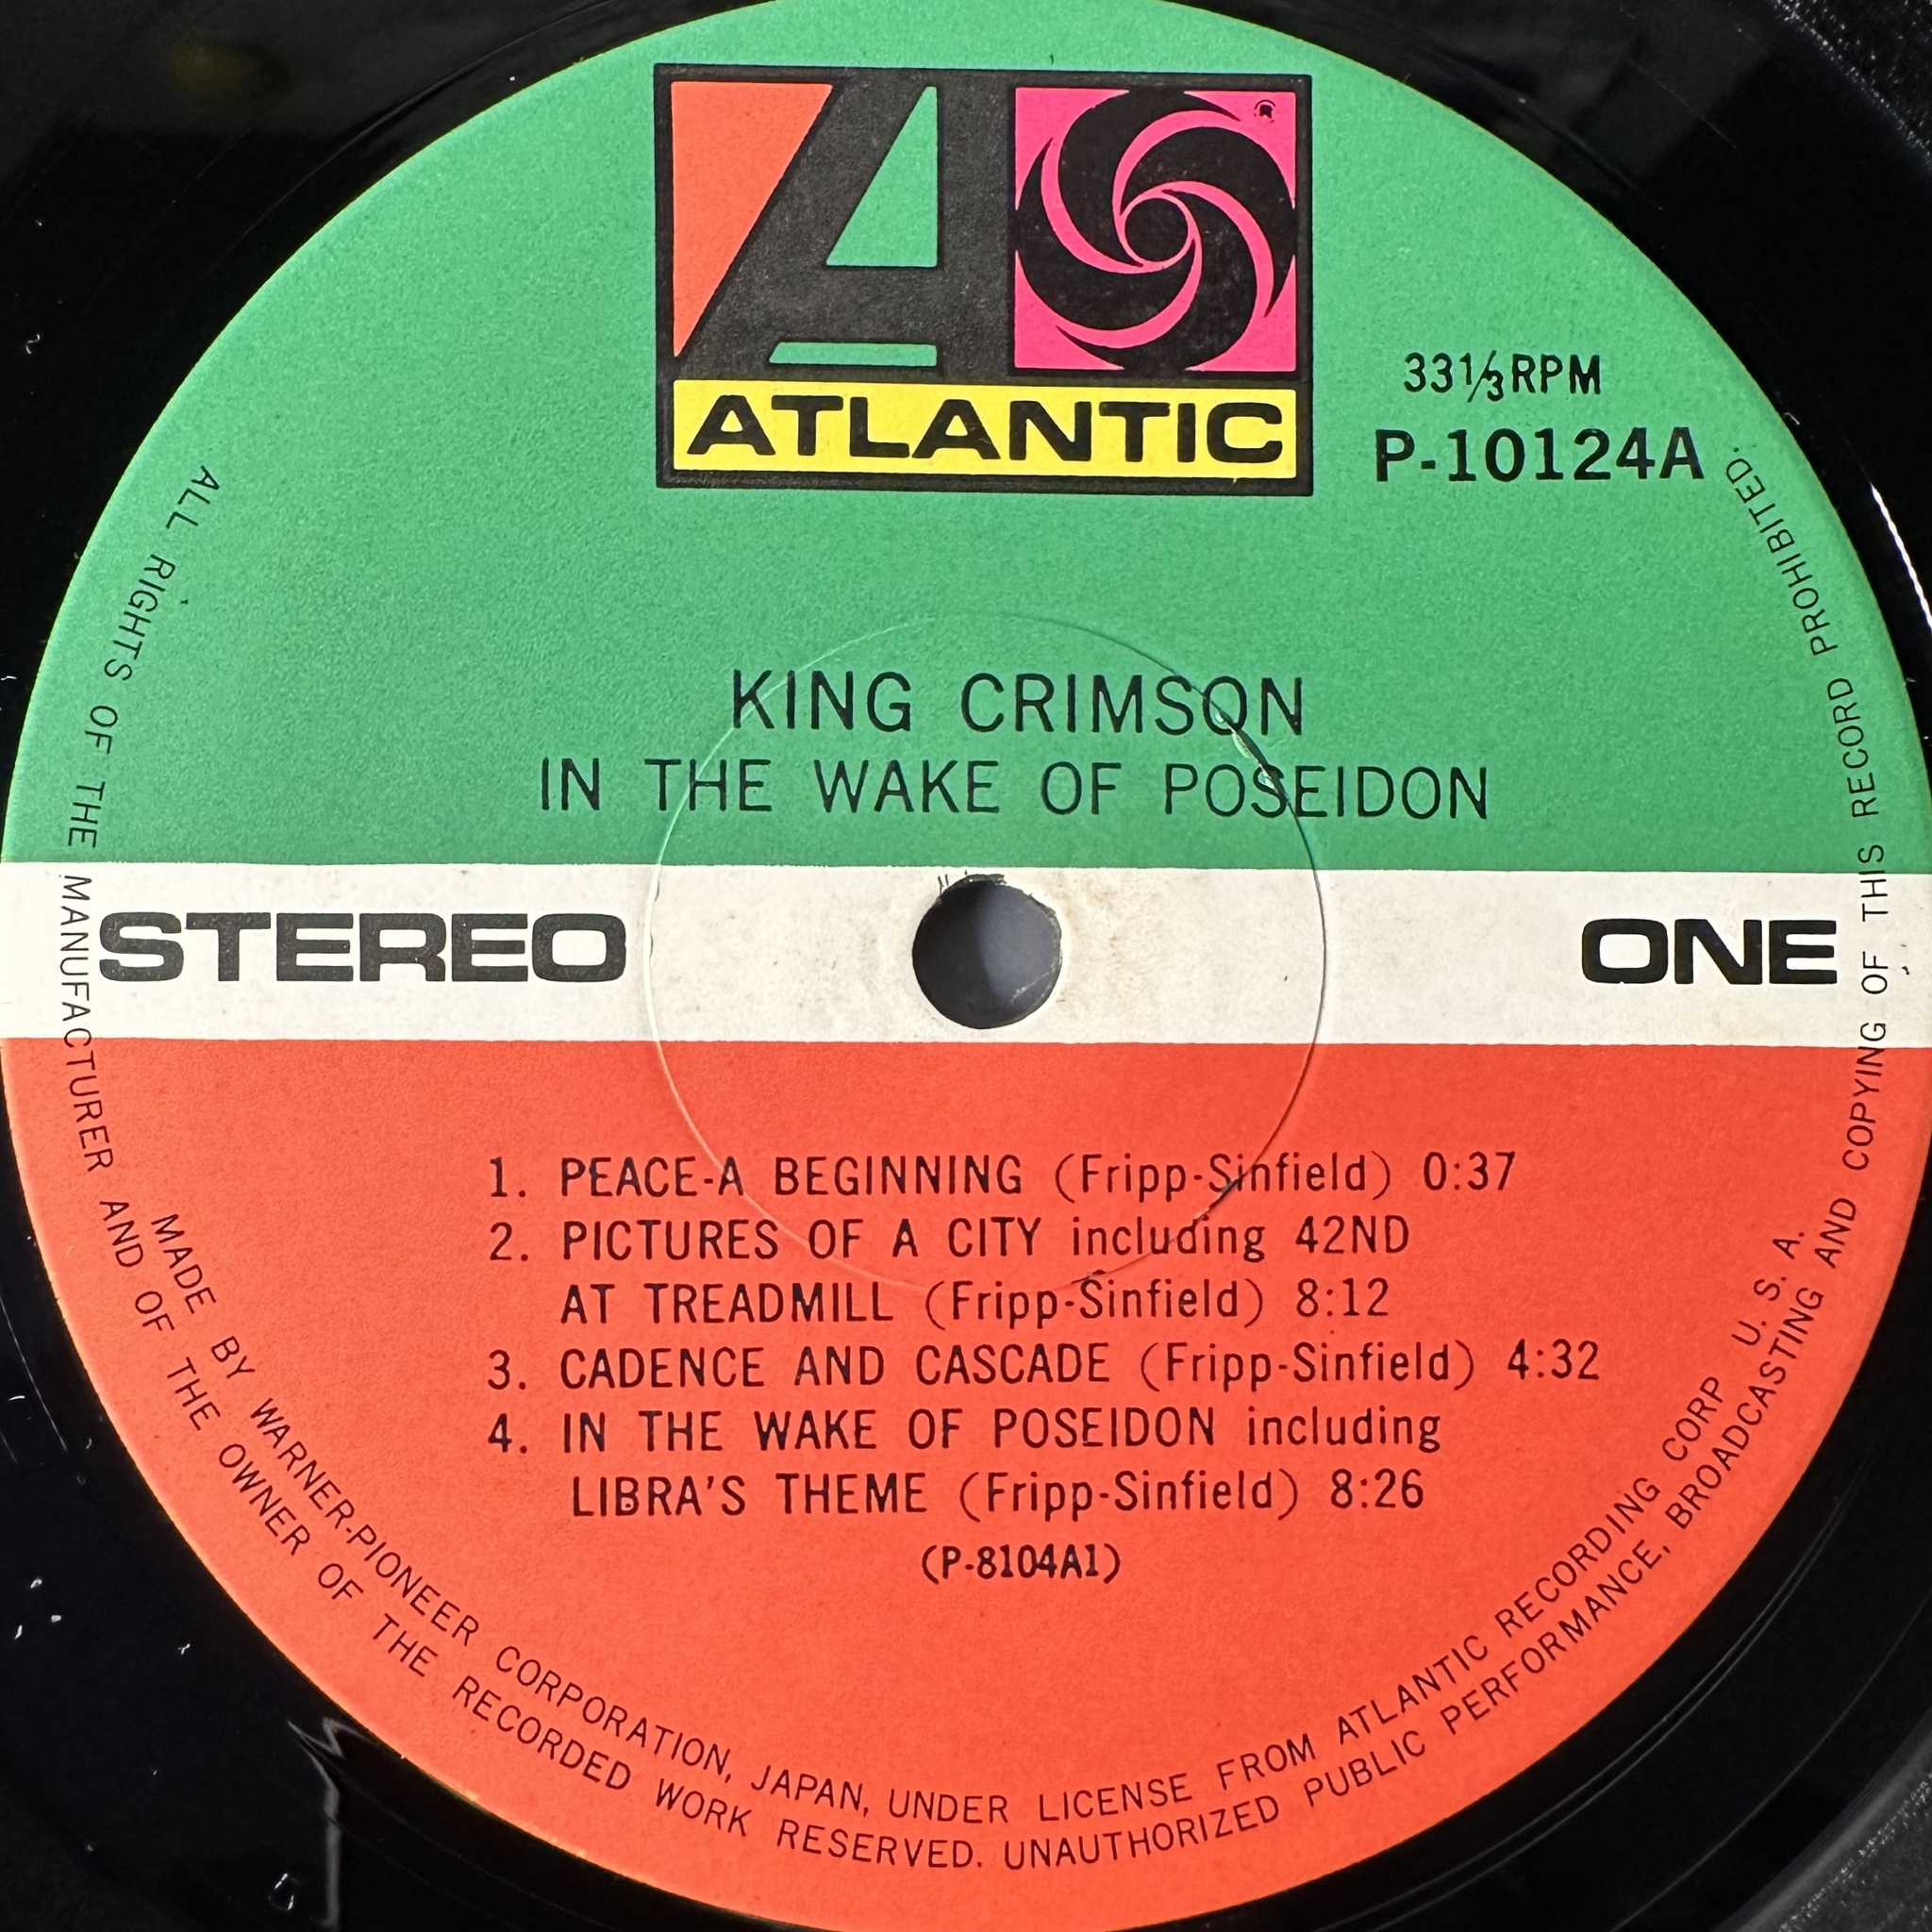 ®
ATLANTIC
33 1/3 RPM
P-10124A
KING CRIMSON
IN THE WAKE OF POSEIDON
STEREO
ONE
1. PEACE-A BEGINNING (Fripp-Sinfield) 0:37
2. PICTURES OF A CITY including 42ND
AT TREADMILL (Fripp-Sinfield) 8:12
3. CADENCE AND CASCADE (Fripp-Sinfield) 4:32
4. IN THE WAKE OF POSEIDON including
LIBRA'S THEME (Fripp-Sinfield) 8:26
(P-8104A1)
MADE BY WARNER-PIONEER CORPORATION, JAPAN, UNDER LICENSE FROM ATLANTIC RECORDING CORP U. S. A.
ALL RIGHTS OF THE MANUFACTURER AND OF THE OWNER OF THE RECORDED WORK RESERVED. UNAUTHORIZED PUBLIC PERFORMANCE, BROADCASTING AND COPYING OF THIS RECORD PROHIBITED.